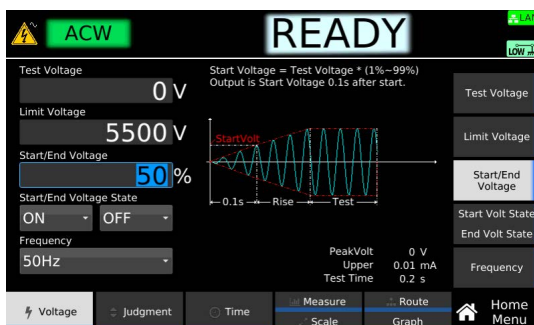 ACW
READY
LAN
LOW
Test Voltage
0 V
Limit Voltage
5500 V
Start/End Voltage
50 %
Start/End Voltage State
ON OFF
Frequency
50Hz
Start Voltage = Test Voltage * (1%~99%)
Output is Start Voltage 0.1s after start.
StartVolt
0.1s Rise Test
PeakVolt 0 V
Upper 0.01 mA
Test Time 0.2 s
Test Voltage
Limit Voltage
Start/End
Voltage
Start Volt State
End Volt State
Frequency
Voltage
Judgment
Time
Measure
Scale
Route
Graph
Home
Menu